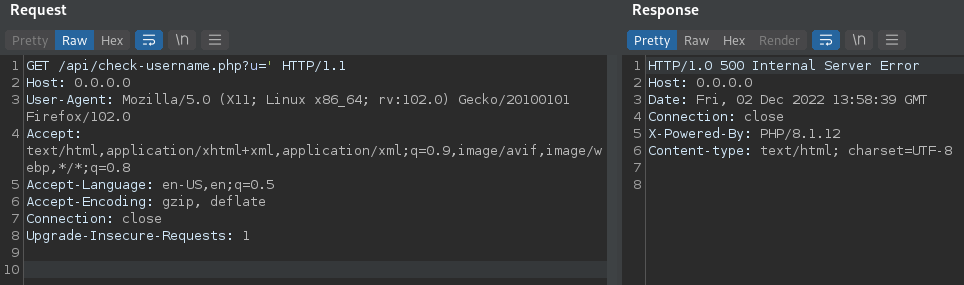 Request
Pretty Raw Hex \n
1 GET /api/check-username.php?u=' HTTP/1.1
2 Host: 0.0.0.0
3 User-Agent: Mozilla/5.0 (X11; Linux x86_64; rv:102.0) Gecko/20100101
Firefox/102.0
4 Accept:
text/html,application/xhtml+xml,application/xml;q=0.9,image/avif,image/w
ebp,*/*;q=0.8
5 Accept-Language: en-US,en;q=0.5
6 Accept-Encoding: gzip, deflate
7 Connection: close
8 Upgrade-Insecure-Requests: 1
9
10
Response
Pretty Raw Hex Render \n
1 HTTP/1.0 500 Internal Server Error
2 Host: 0.0.0.0
3 Date: Fri, 02 Dec 2022 13:58:39 GMT
4 Connection: close
5 X-Powered-By: PHP/8.1.12
6 Content-type: text/html; charset=UTF-8
7
8